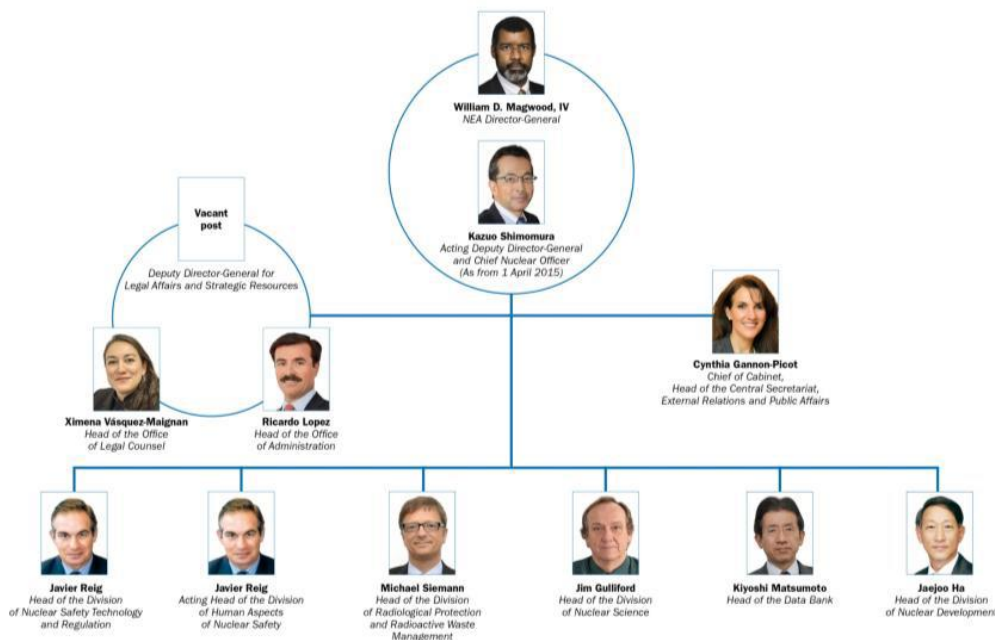 William D. Magwood, IV
NEA Director-General
Kazuo Shimomura
Acting Deputy Director-General
and Chief Nuclear Officer
(As from 1 April 2015)
Vacant
post
Deputy Director-General for
Legal Affairs and Strategic Resources
Cynthia Gannon-Picot
Chief of Cabinet,
Head of the Central Secretariat,
External Relations and Public Affairs
Ximena Vásquez-Maignan
Head of the Office
of Legal Counsel
Ricardo Lopez
Head of the Office
of Administration
Javier Reig
Head of the Division
of Nuclear Safety Technology
and Regulation
Javier Reig
Acting Head of the Division
of Human Aspects
of Nuclear Safety
Michael Siemann
Head of the Division
of Radiological Protection
and Radioactive Waste
Management
Jim Gulliford
Head of the Division
of Nuclear Science
Kiyoshi Matsumoto
Head of the Data Bank
Jaejoo Ha
Head of the Division
of Nuclear Development